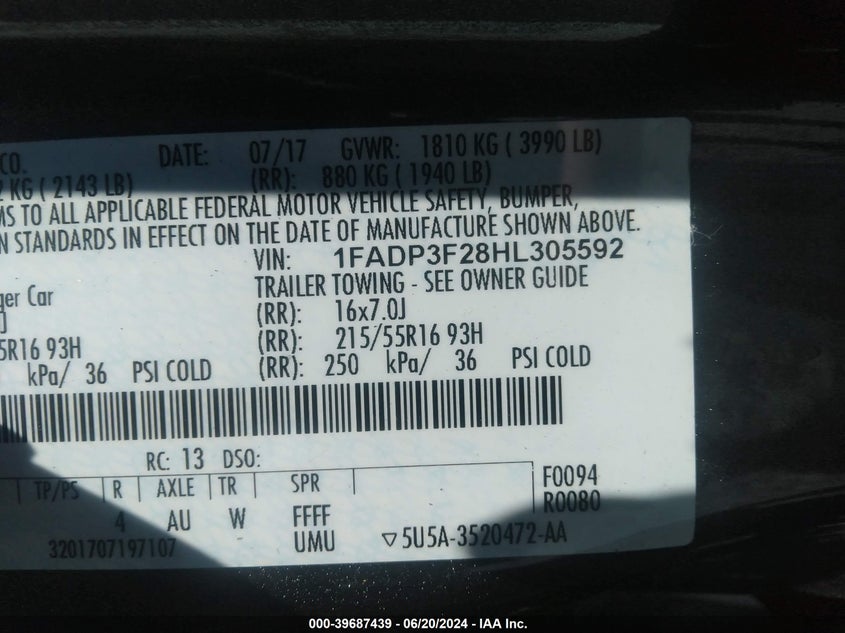 CO. DATE: 07/17 GVWR: 1810 KG ( 3990 LB)
KG ( 2143 LB) (RR): 880 KG ( 1940 LB)
MS TO ALL APPLICABLE FEDERAL MOTOR VEHICLE SAFETY, BUMPER,
N STANDARDS IN EFFECT ON THE DATE OF MANUFACTURE SHOWN ABOVE.
VIN: 1FADP3F28HL305592
ger Car TRAILER TOWING - SEE OWNER GUIDE
J (RR): 16x7.0J
5R16 93H (RR): 215/55R16 93H
kPa/ 36 PSI COLD (RR): 250 kPa/ 36 PSI COLD
RC: 13 DSO:
TP/PS R AXLE TR SPR F0094
R0080
4 AU W FFFF
3201707197107 UMU ▽5U5A-3520472-AA
000-39687439 - 06/20/2024 - IAA Inc.